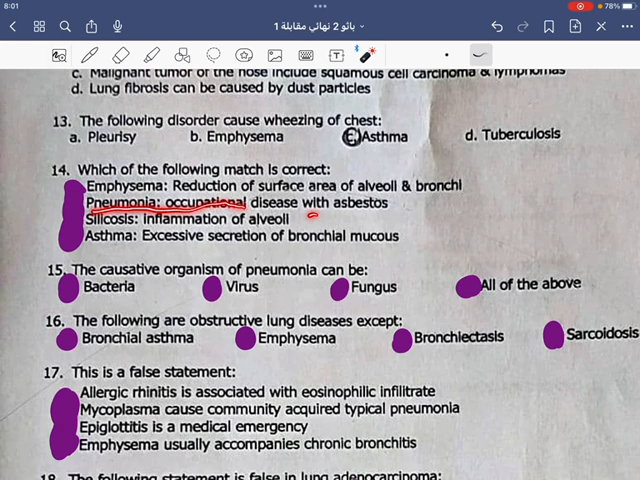 8:01
78%
باثو 2 نهائي مقابلة 1
c. Malignant tumor of the nose include squamous cell carcinoma & lymphomas
d. Lung fibrosis can be caused by dust particles
13. The following disorder cause wheezing of chest:
a. Pleurisy b. Emphysema c. Asthma d. Tuberculosis
14. Which of the following match is correct:
Emphysema: Reduction of surface area of alveoli & bronchi
Pneumonia: occupational disease with asbestos
Silicosis: Inflammation of alveoli
Asthma: Excessive secretion of bronchial mucous
15. The causative organism of pneumonia can be:
Bacteria Virus Fungus All of the above
16. The following are obstructive lung diseases except:
Bronchial asthma Emphysema Bronchiectasis Sarcoidosis
17. This is a false statement:
Allergic rhinitis is associated with eosinophilic infiltrate
Mycoplasma cause community acquired typical pneumonia
Epiglottitis is a medical emergency
Emphysema usually accompanies chronic bronchitis
18. The following statement is false in lung adenocarcinoma: